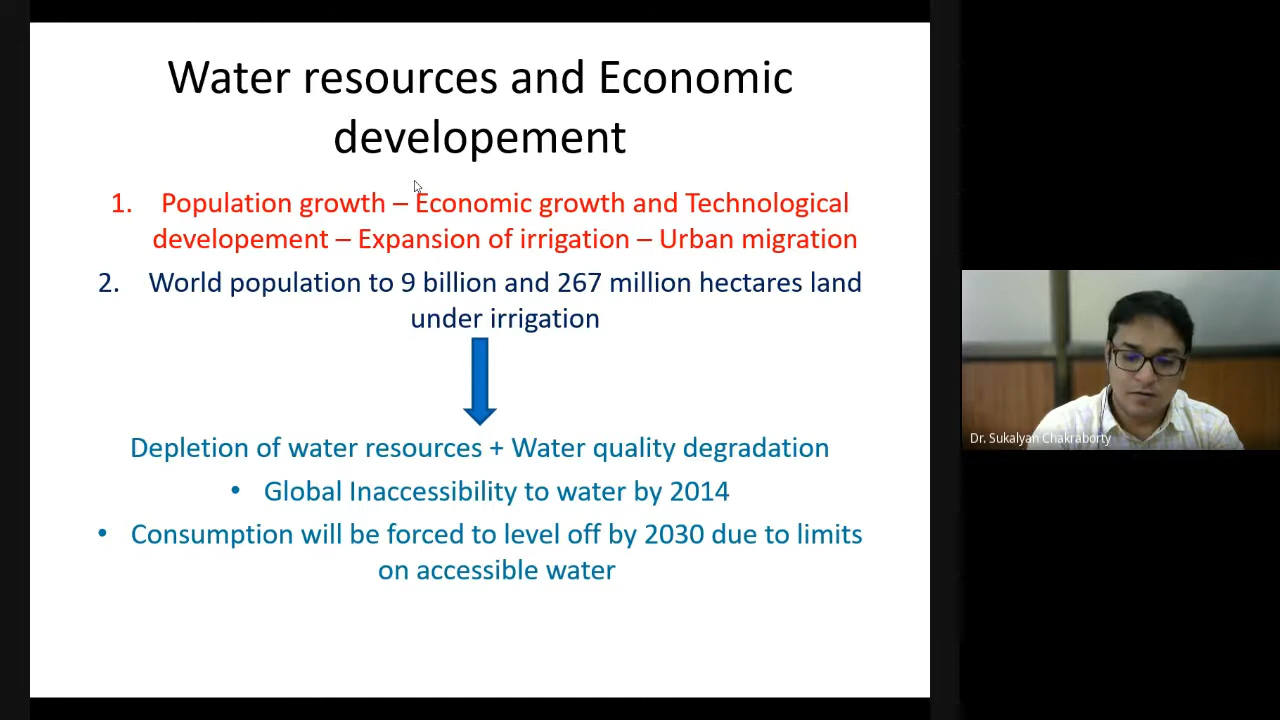 Water resources and Economic
developement
1. Population growth – Economic growth and Technological
developement – Expansion of irrigation – Urban migration
2. World population to 9 billion and 267 million hectares land
under irrigation
Depletion of water resources + Water quality degradation
• Global Inaccessibility to water by 2014
• Consumption will be forced to level off by 2030 due to limits
on accessible water
Dr. Sukalyan Chakraborty